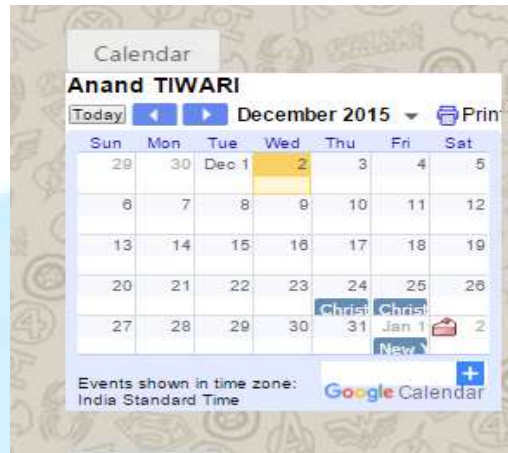 Calendar
Anand TIWARI
Today December 2015 Prin
Sun Mon Tue Wed Thu Fri Sat
29 30 Dec 1 2 3 4 5
6 7 8 9 10 11 12
13 14 15 16 17 18 19
20 21 22 23 24 25 26
Christ Christ
27 28 29 30 31 Jan 1 2
New Y
Events shown in time zone:
India Standard Time
Google Calendar